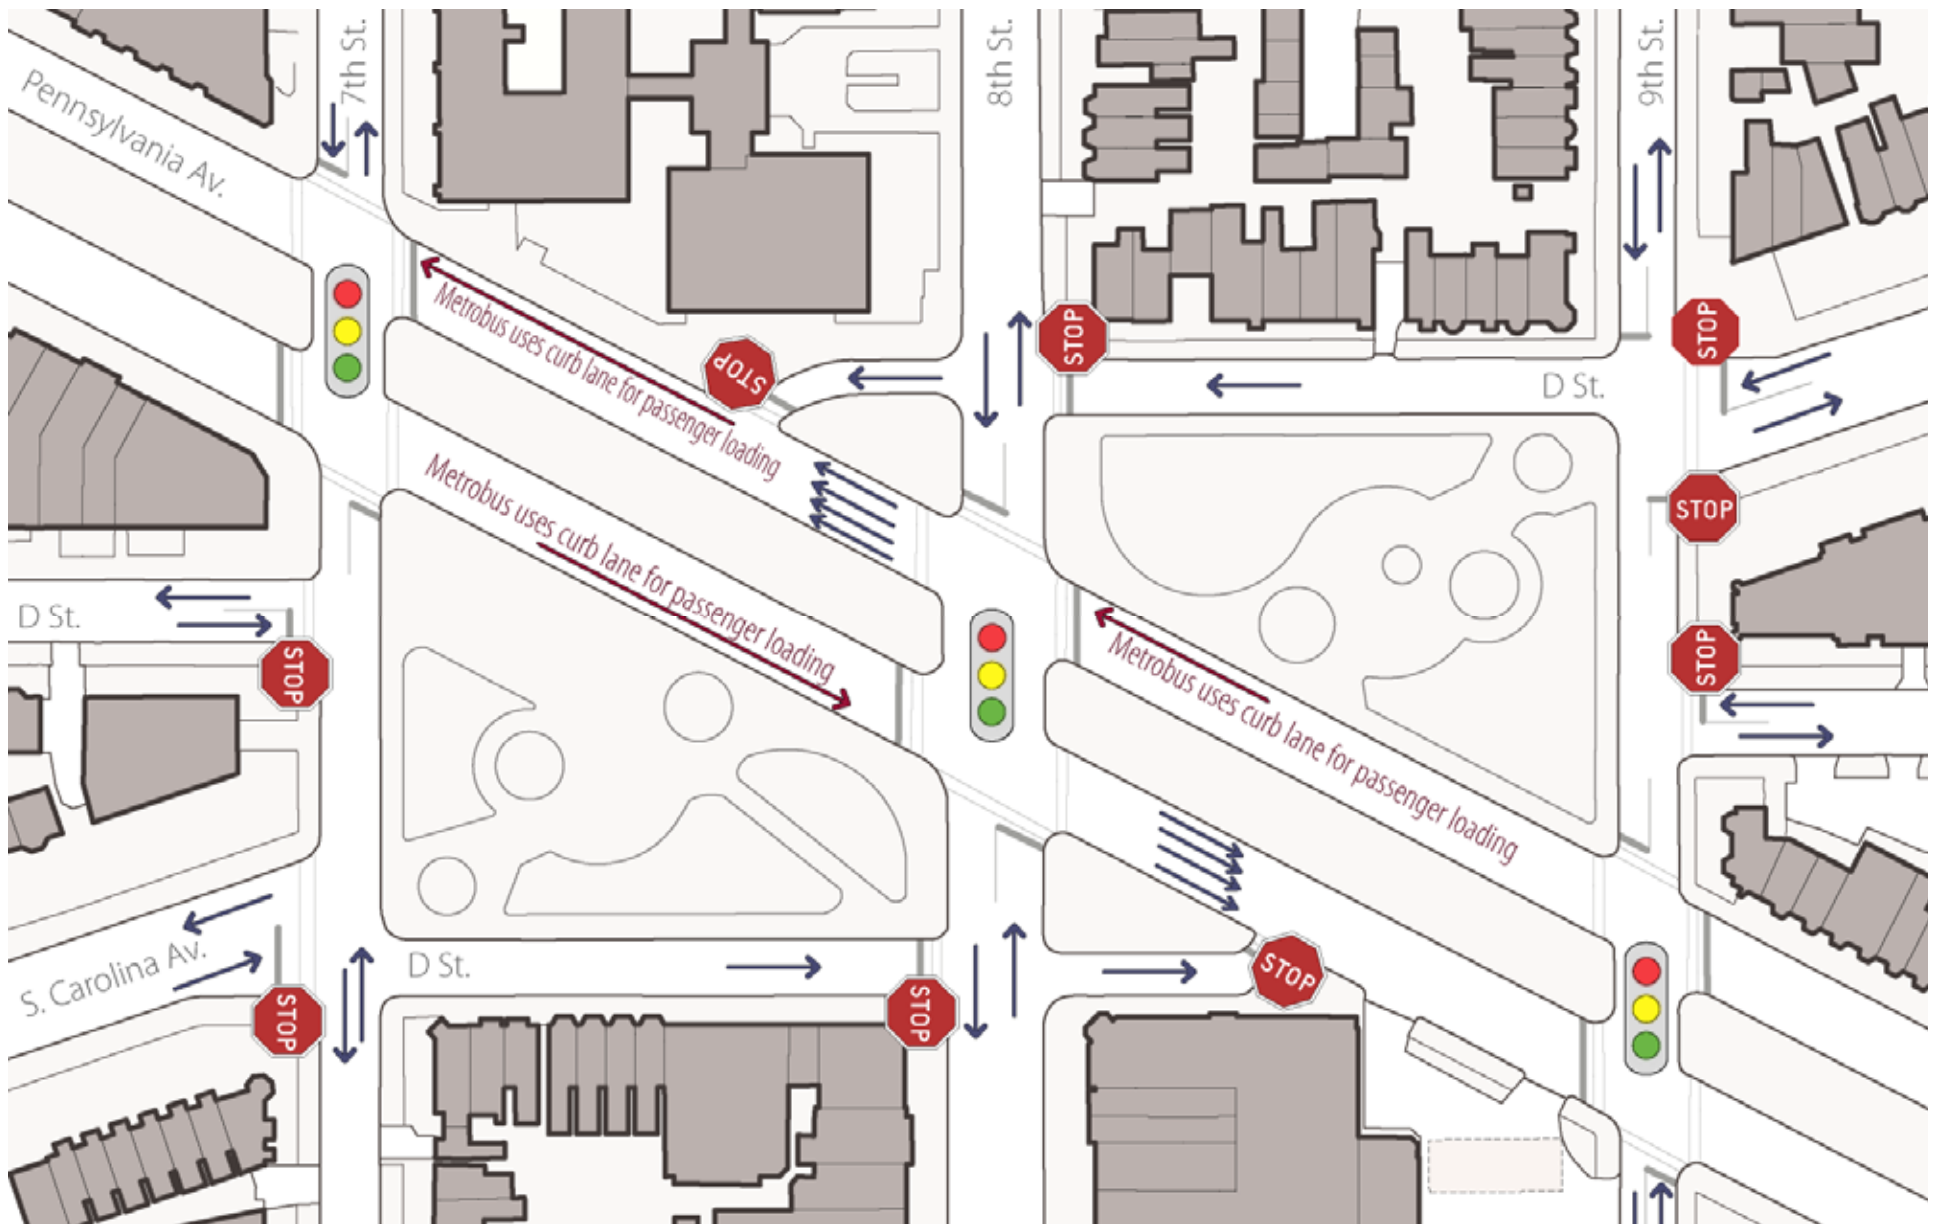 7th St.
8th St.
9th St.
Pennsylvania Av.
Metrobus uses curb lane for passenger loading
STOP
STOP
STOP
D St.
Metrobus uses curb lane for passenger loading
STOP
D St.
STOP
STOP
Metrobus uses curb lane for passenger loading
S. Carolina Av.
D St.
STOP
STOP
STOP